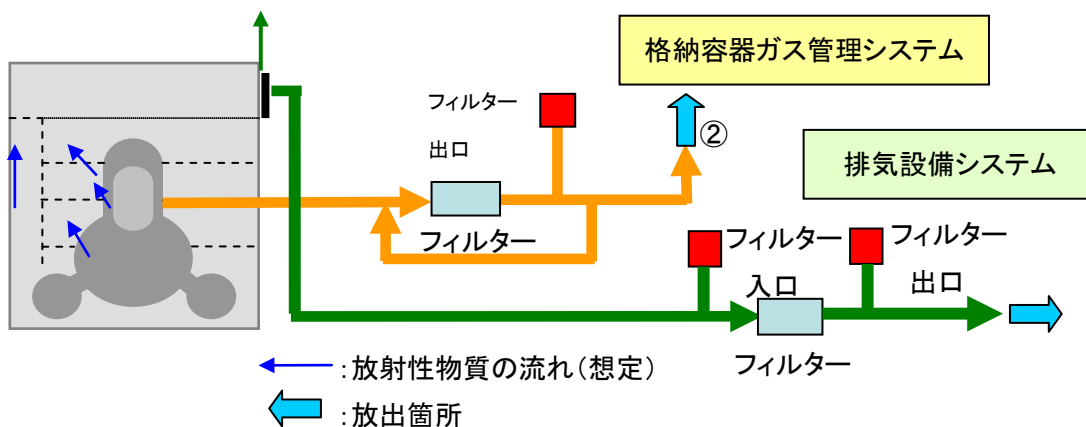 格納容器ガス管理システム
フィルター
出口
②
排気設備システム
フィルター
フィルター
フィルター
入口
出口
フィルター
:放射性物質の流れ(想定)
:放出箇所